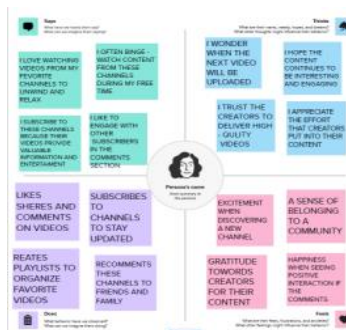 Says
Thinks
I LOVE WATCHING
VIDEOS FROM MY
FEVORITE
CHANNELS TO
UNWIND AND
RELAX
I OFTEN BINGE -
WATCH CONTENT
FROM THESE
CHANNELS
DURING MY FREE
TIME
I SUBSCRIBE TO
THESE CHANNELS
BECAUSE THEIR
VIDEOS PROVIDE
VALUABLE
INFORMATION AND
ENTERTAINMENT
I LIKE TO
ENGAGE WITH
OTHER
SUBSCRIBERS
IN THE
COMMENTS
SECTION
I WONDER
WHEN THE
NEXT VIDEO
WILL BE
UPLOADED
I HOPE THE
CONTENT
CONTINUES TO
BE INTERESTING
AND ENGAGING
I TRUST THE
CREATORS TO
DELIVER HIGH
- GUILTY
VIDEOS
I APPRECIATE
THE EFFORT
THAT CREATORS
PUT INTO THEIR
CONTENT
Persona's name
LIKES
SHERES AND
COMMENTS
ON VIDEOS
SUBSCRIBES
TO
CHANNELS
TO STAY
UPDATED
REATES
PLAYLISTS TO
ORGANIZE
FAVORITE
VIDEOS
RECOMMENTS
THESE
CHANNELS TO
FRIENDS AND
FAMILY
EXCITEMENT
WHEN
DISCOVERING
A NEW
CHANNEL
A SENSE OF
BELONGING
TO A
COMMUNITY
GRATITUDE
TOWORDS
CREATORS
FOR THEIR
CONTENT
HAPPINESS
WHEN SEEING
POSITIVE
INTERACTION IF
THE
COMMENTS
Does
Feels